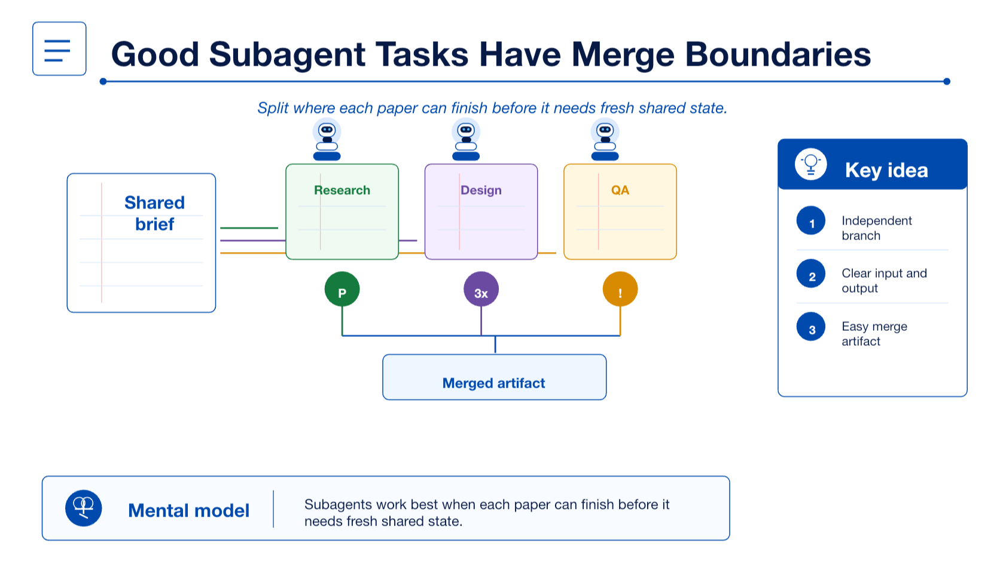 Good Subagent Tasks Have Merge Boundaries
Split where each paper can finish before it needs fresh shared state.
Shared
brief
Research
Design
QA
P
3x
!
Merged artifact
Key idea
1
Independent
branch
2
Clear input and
output
3
Easy merge
artifact
Mental model
Subagents work best when each paper can finish before it
needs fresh shared state.